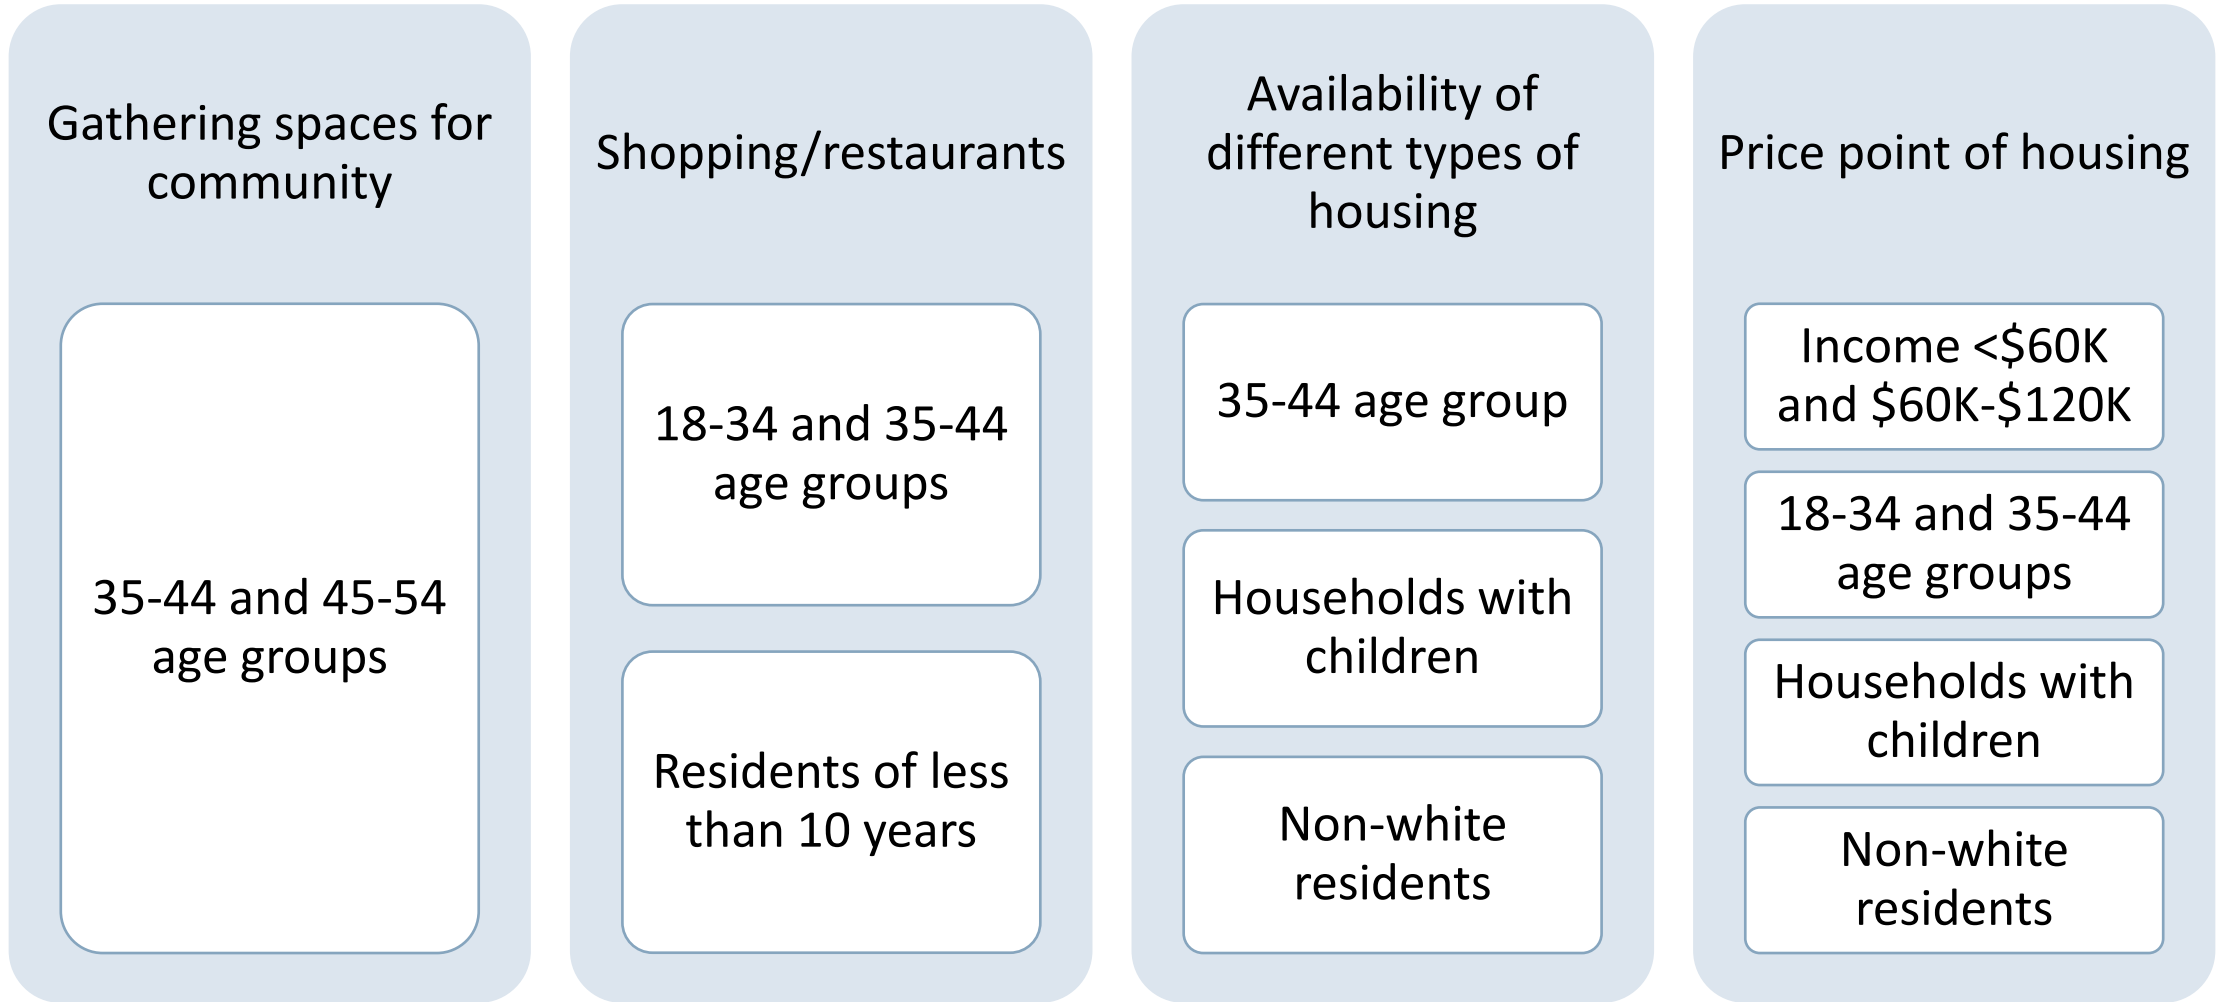 Gathering spaces for
community
35-44 and 45-54
age groups
Shopping/restaurants
18-34 and 35-44
age groups
Residents of less
than 10 years
Availability of
different types of
housing
35-44 age group
Households with
children
Non-white
residents
Price point of housing
Income <$60K
and $60K-$120K
18-34 and 35-44
age groups
Households with
children
Non-white
residents